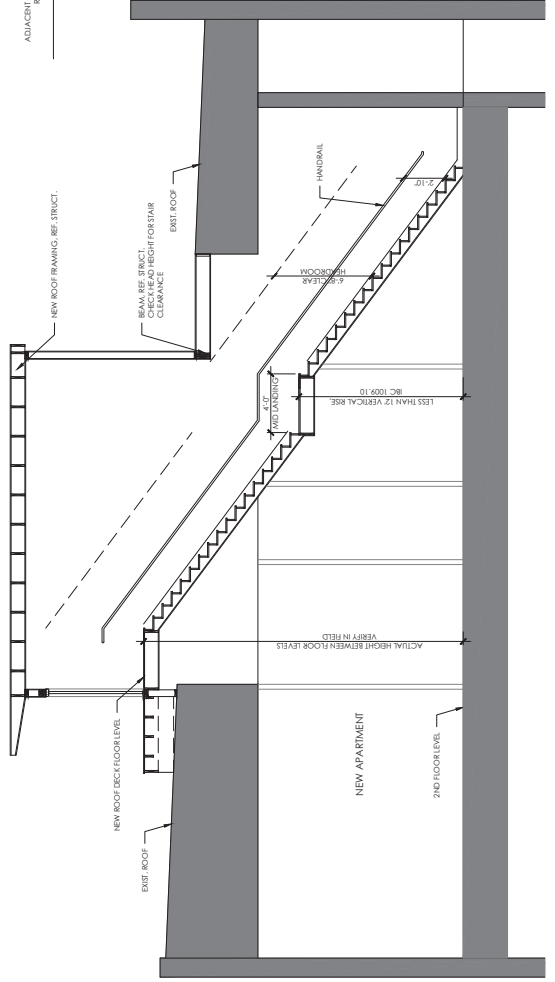 ADJACENT
R
NEW ROOF FRAMING, REF. STRUCT.
BEAM, REF. STRUCT.
CHECK HEAD HEIGHT FOR STAIR
CLEARANCE
EXIST. ROOF
HANDRAIL
2'-10"
6'-8" CLEAR
HEADROOM
4'-0"
MID LANDING
LESS THAN 12' VERTICAL RISE,
IBC 1009.10
ACTUAL HEIGHT BETWEEN FLOOR LEVELS
VERIFY IN FIELD
NEW ROOF DECK FLOOR LEVEL
EXIST. ROOF
NEW APARTMENT
2ND FLOOR LEVEL